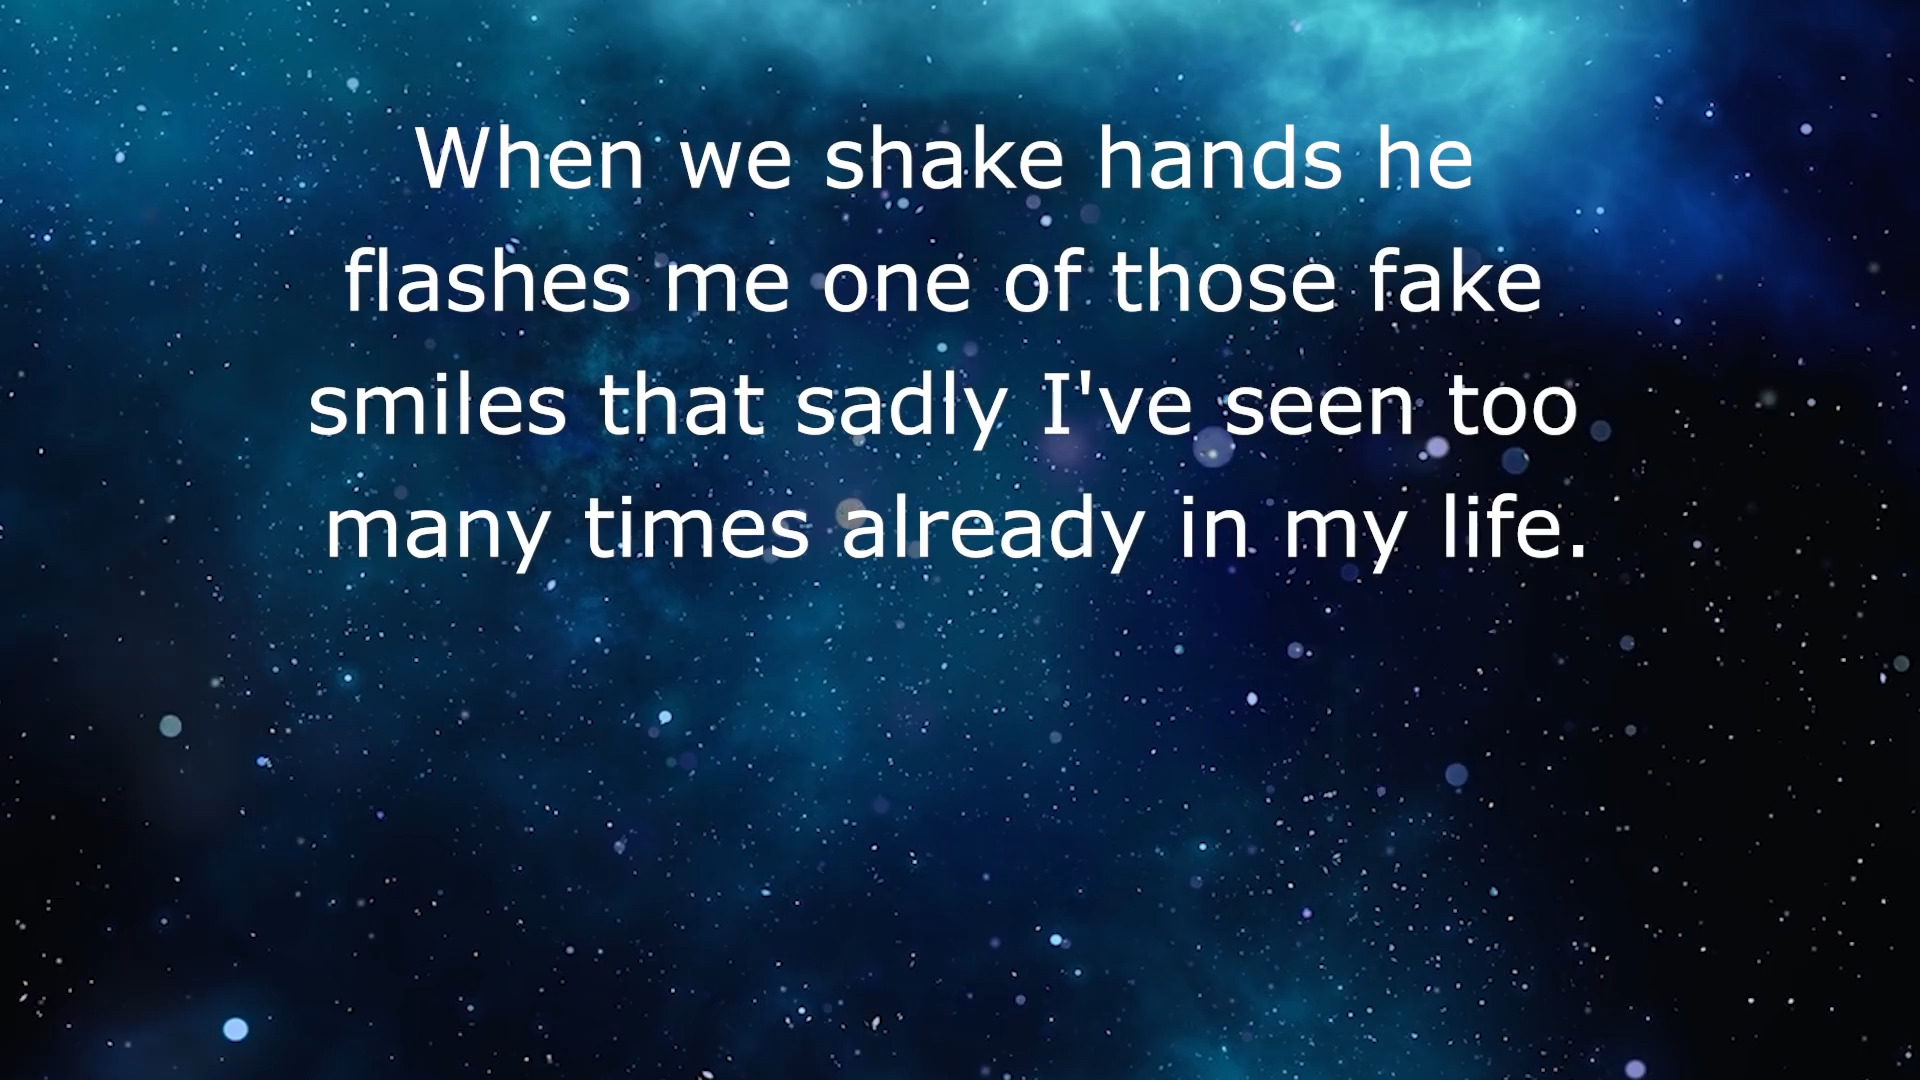 When we shake hands he
flashes me one of those fake
smiles that sadly I've seen too
many times already in my life.